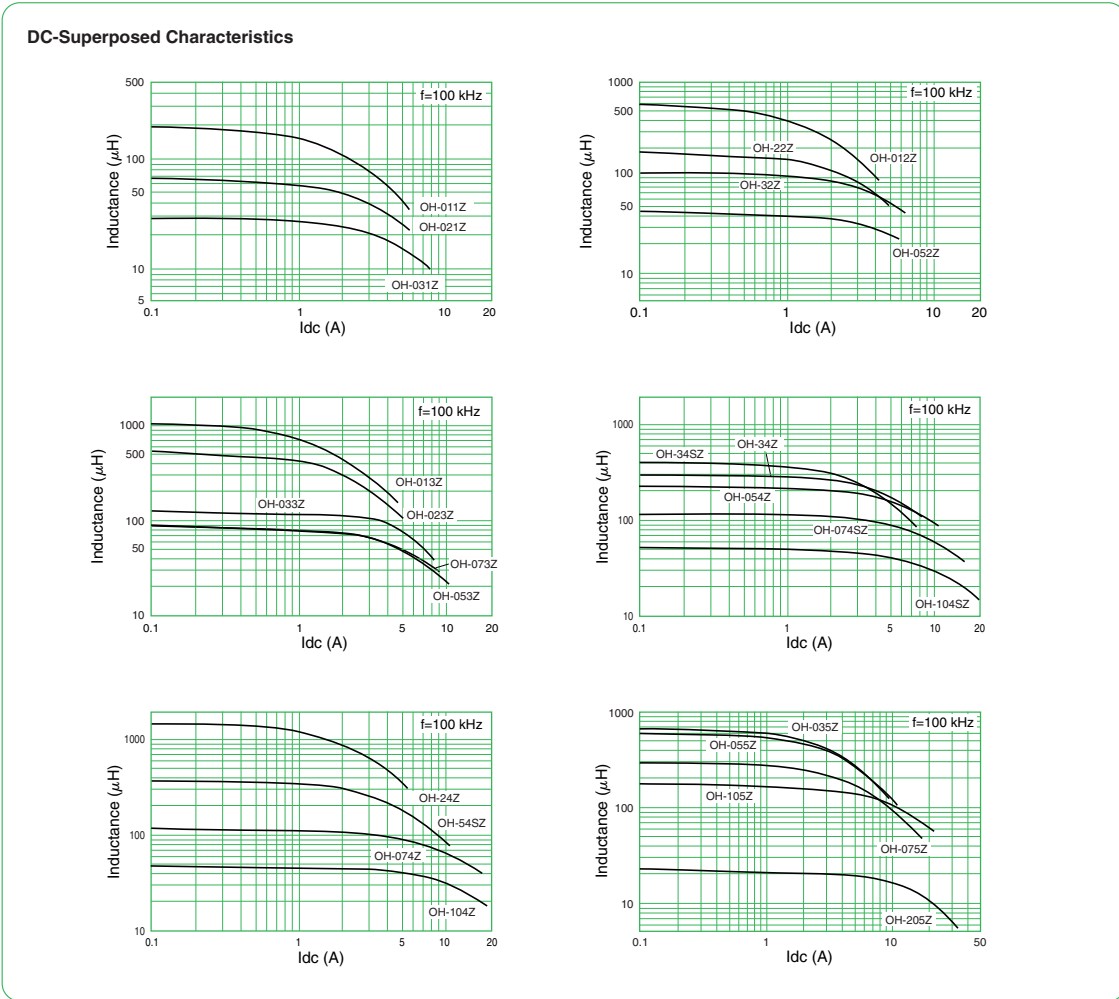 DC-Superposed Characteristics
500
100
50
10
5
Inductance (μH)
f=100 kHz
OH-011Z
OH-021Z
OH-031Z
0.1
1
10
20
Idc (A)
1000
500
100
50
10
Inductance (μH)
f=100 kHz
OH-22Z
OH-012Z
OH-32Z
OH-052Z
0.1
1
10
20
Idc (A)
1000
500
100
50
10
Inductance (μH)
f=100 kHz
OH-013Z
OH-033Z
OH-023Z
OH-073Z
OH-053Z
0.1
1
5
10
20
Idc (A)
1000
100
10
Inductance (μH)
f=100 kHz
OH-34Z
OH-34SZ
OH-054Z
OH-074SZ
OH-104SZ
0.1
1
5
10
20
Idc (A)
1000
100
10
Inductance (μH)
f=100 kHz
OH-24Z
OH-54SZ
OH-074Z
OH-104Z
0.1
1
5
10
20
Idc (A)
1000
100
10
Inductance (μH)
f=100 kHz
OH-035Z
OH-055Z
OH-105Z
OH-075Z
OH-205Z
0.1
1
10
50
Idc (A)